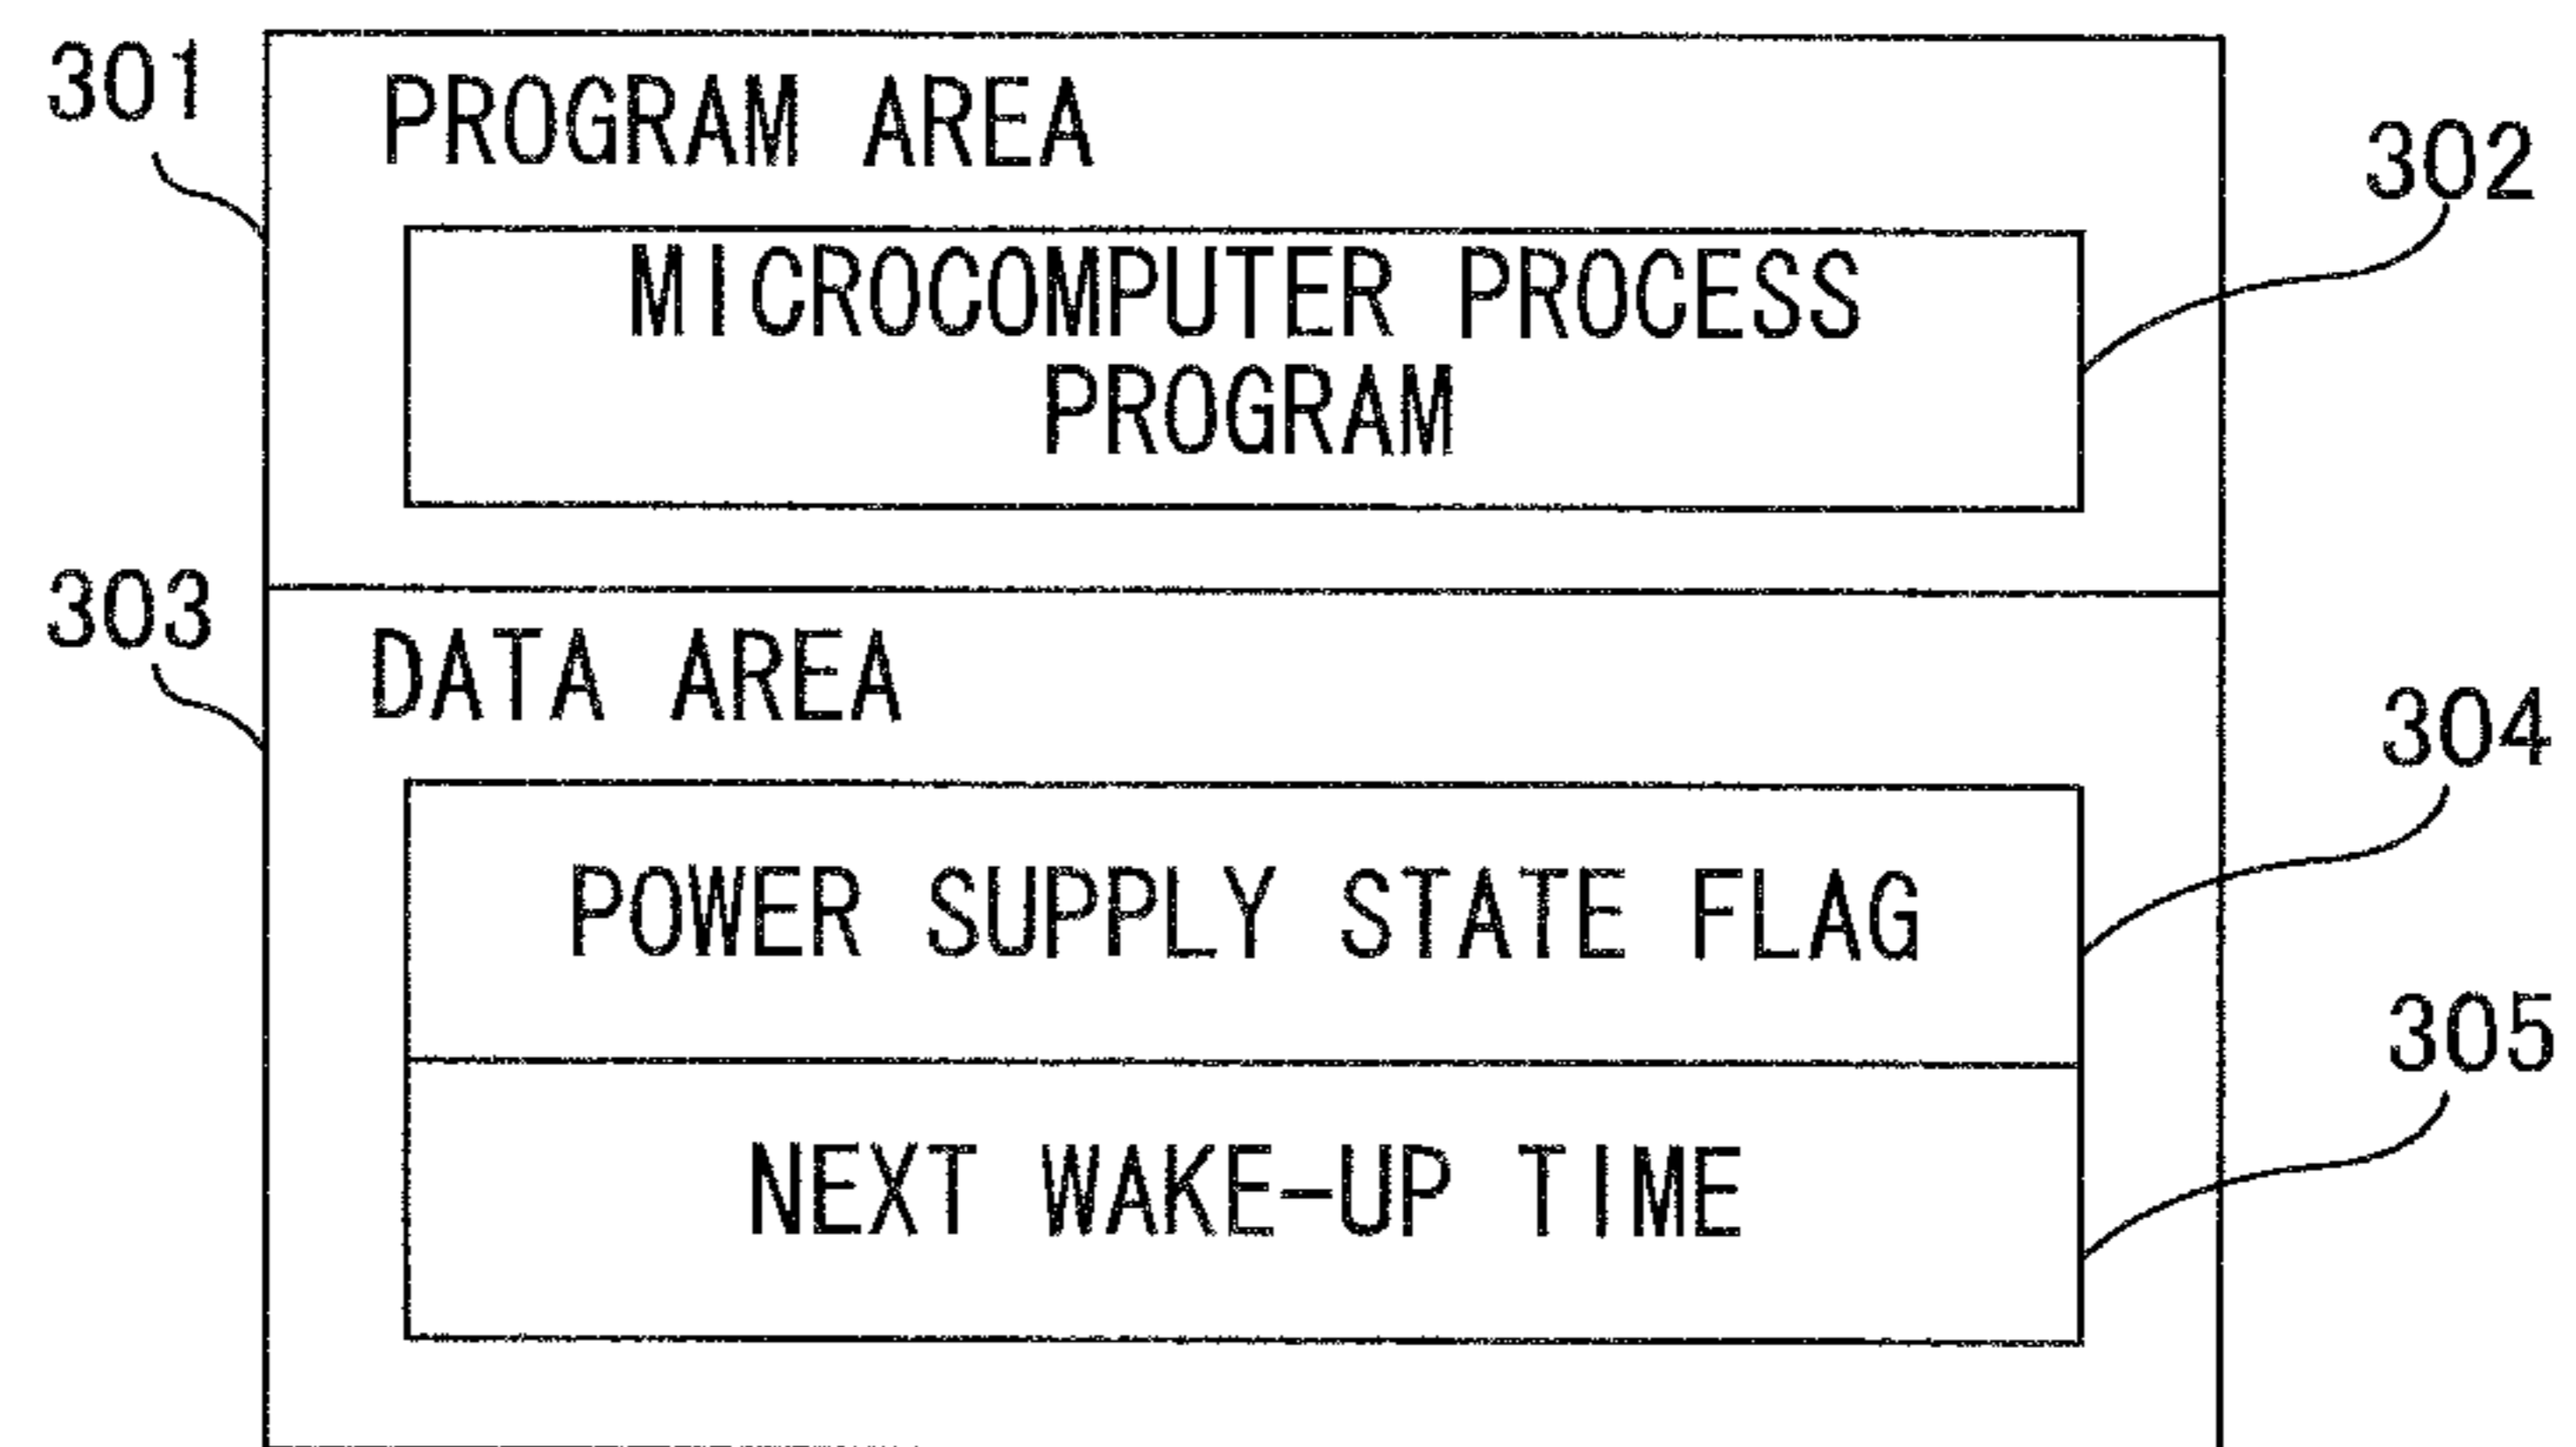 301
PROGRAM AREA
302
MICROCOMPUTER PROCESS
PROGRAM
303
DATA AREA
304
POWER SUPPLY STATE FLAG
305
NEXT WAKE-UP TIME